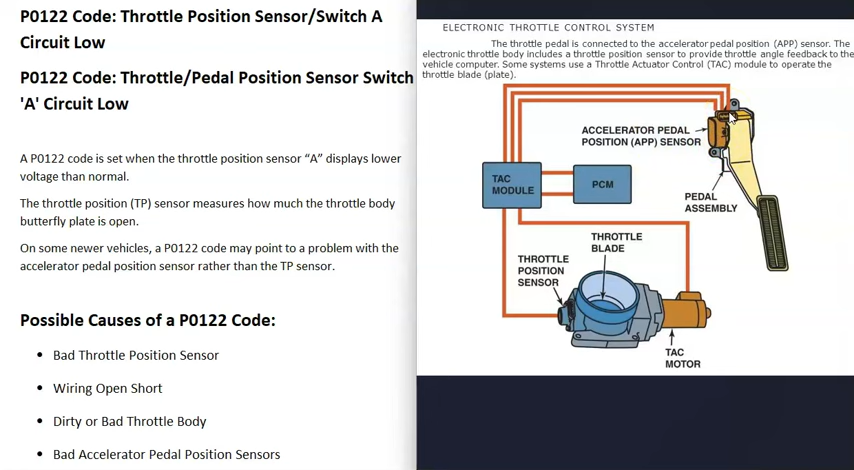 P0122 Code: Throttle Position Sensor/Switch A
Circuit Low
P0122 Code: Throttle/Pedal Position Sensor Switch
'A' Circuit Low
A P0122 code is set when the throttle position sensor “A” displays lower
voltage than normal.
The throttle position (TP) sensor measures how much the throttle body
butterfly plate is open.
On some newer vehicles, a P0122 code may point to a problem with the
accelerator pedal position sensor rather than the TP sensor.
Possible Causes of a P0122 Code:
• Bad Throttle Position Sensor
• Wiring Open Short
• Dirty or Bad Throttle Body
• Bad Accelerator Pedal Position Sensors
ELECTRONIC THROTTLE CONTROL SYSTEM
The throttle pedal is connected to the accelerator pedal position (APP) sensor. The
electronic throttle body includes a throttle position sensor to provide throttle angle feedback to the
vehicle computer. Some systems use a Throttle Actuator Control (TAC) module to operate the
throttle blade (plate).
ACCELERATOR PEDAL
POSITION (APP) SENSOR
TAC
MODULE
PCM
PEDAL
ASSEMBLY
THROTTLE
BLADE
THROTTLE
POSITION
SENSOR
TAC
MOTOR